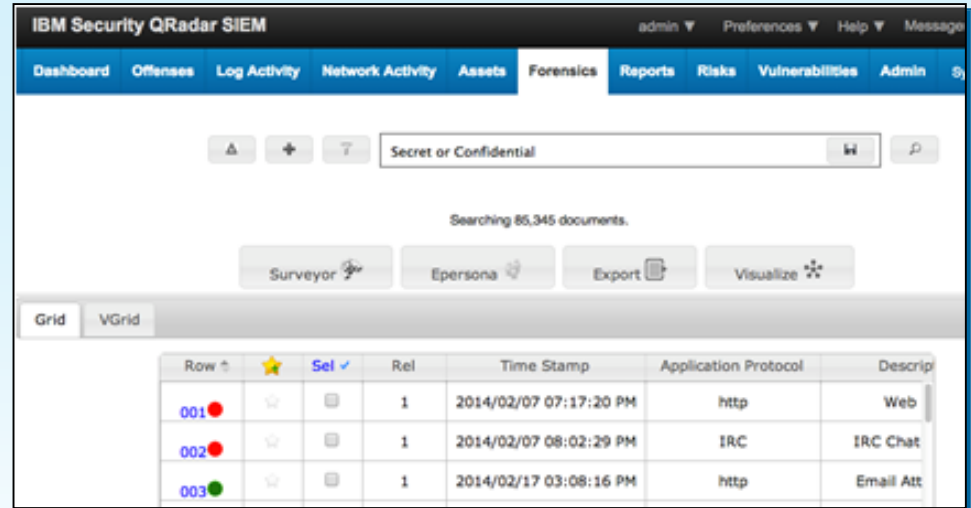 IBM Security QRadar SIEM admin ▼ Preferences ▼ Help ▼ Message
Dashboard Offenses Log Activity Network Activity Assets Forensics Reports Risks Vulnerabilities Admin Sy
Secret or Confidential
Searching 85,345 documents.
Surveyor Epersona Export Visualize
Grid VGrid
Row Sel Rel Time Stamp Application Protocol Descrip
001 1 2014/02/07 07:17:20 PM http Web
002 1 2014/02/07 08:02:29 PM IRC IRC Chat
003 1 2014/02/17 03:08:16 PM http Email Att